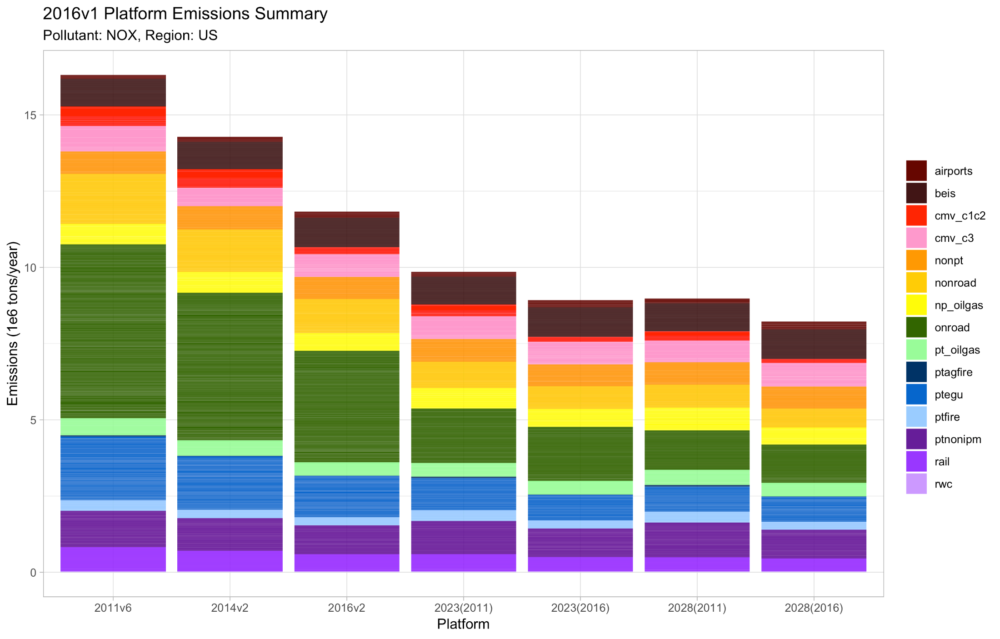 2016v1 Platform Emissions Summary
Pollutant: NOX, Region: US
Emissions (1e6 tons/year)
15
10
5
0
2011v6
2014v2
2016v2
2023(2011)
2023(2016)
2028(2011)
2028(2016)
Platform
airports
beis
cmv_c1c2
cmv_c3
nonpt
nonroad
np_oilgas
onroad
pt_oilgas
ptagfire
ptegu
ptfire
ptnonipm
rail
rwc